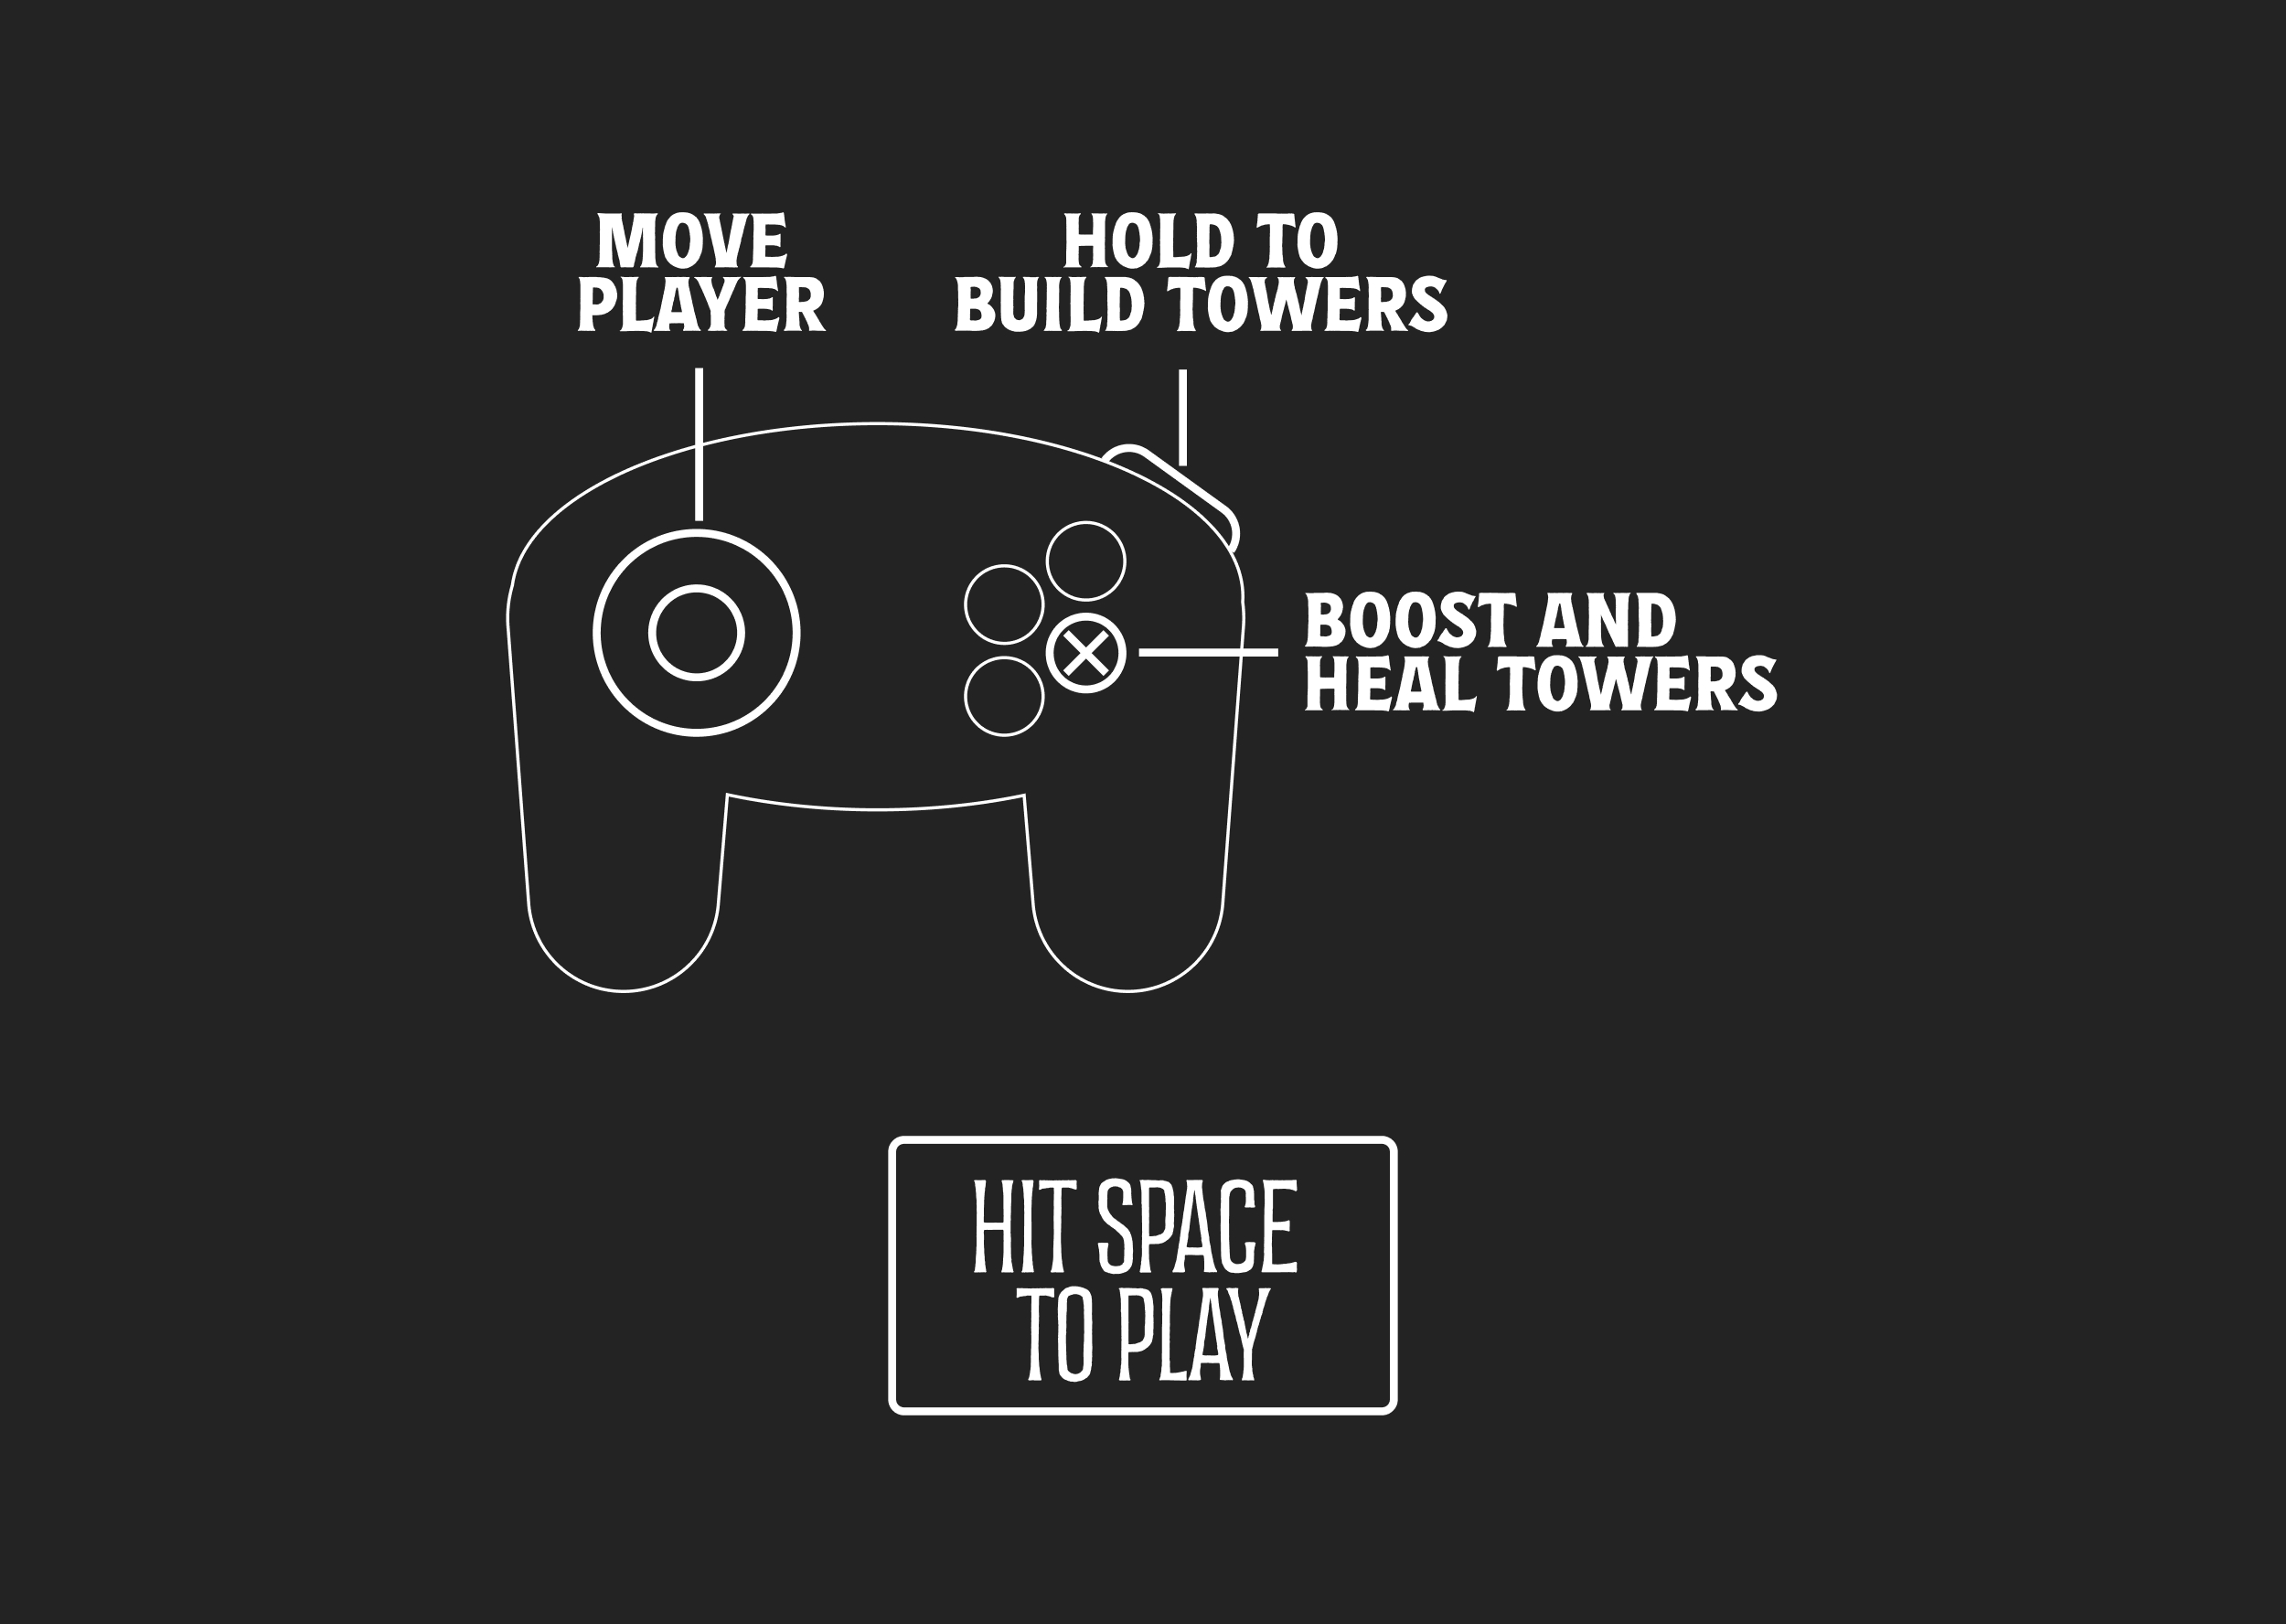 MOVE
PLAYER
HOLD TO
BUILD TOWERS
BOOST AND
HEAL TOWERS
HIT SPACE
TO PLAY